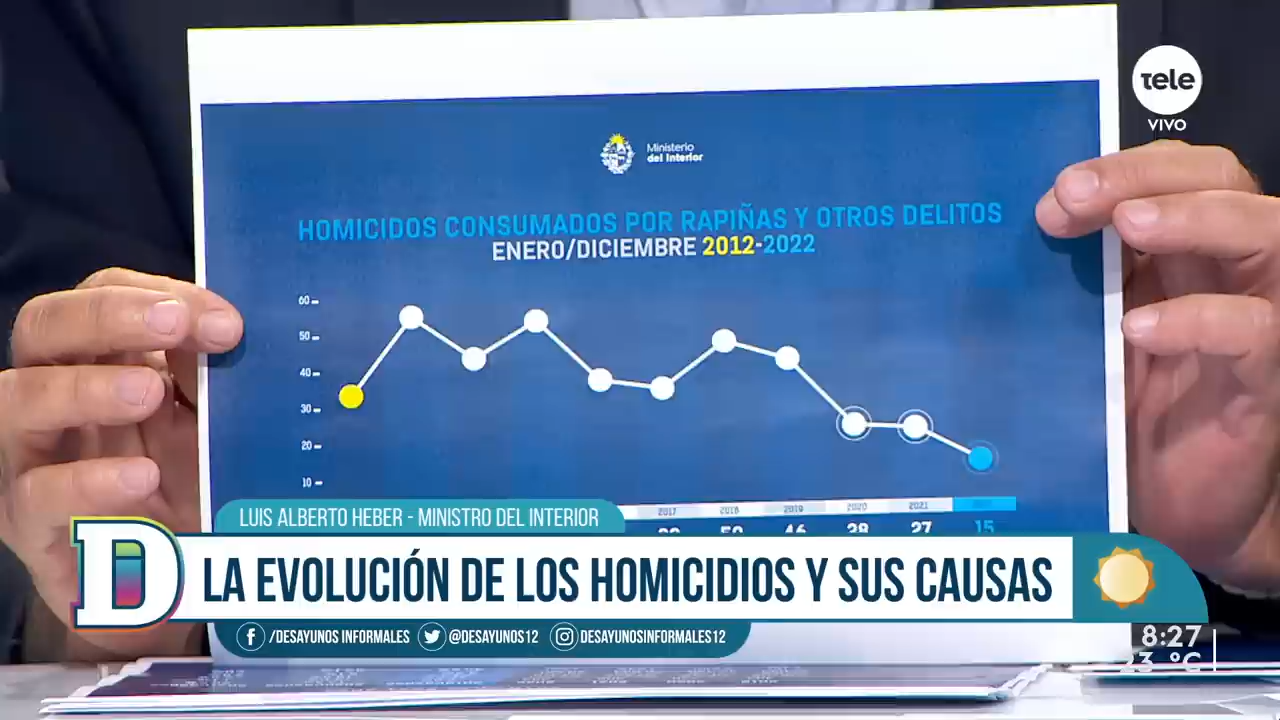 tele
VIVO
Ministerio
del Interior
HOMICIDOS CONSUMADOS POR RAPIÑAS Y OTROS DELITOS
ENERO/DICIEMBRE 2012-2022
60
50
40
30
20
10
2017 2018 2019 2020 2021
50 46 28 27 15
LUIS ALBERTO HEBER - MINISTRO DEL INTERIOR
D
LA EVOLUCIÓN DE LOS HOMICIDIOS Y SUS CAUSAS
/DESAYUNOS INFORMALES @DESAYUNOS12 DESAYUNOSINFORMALES12
8:27
°C